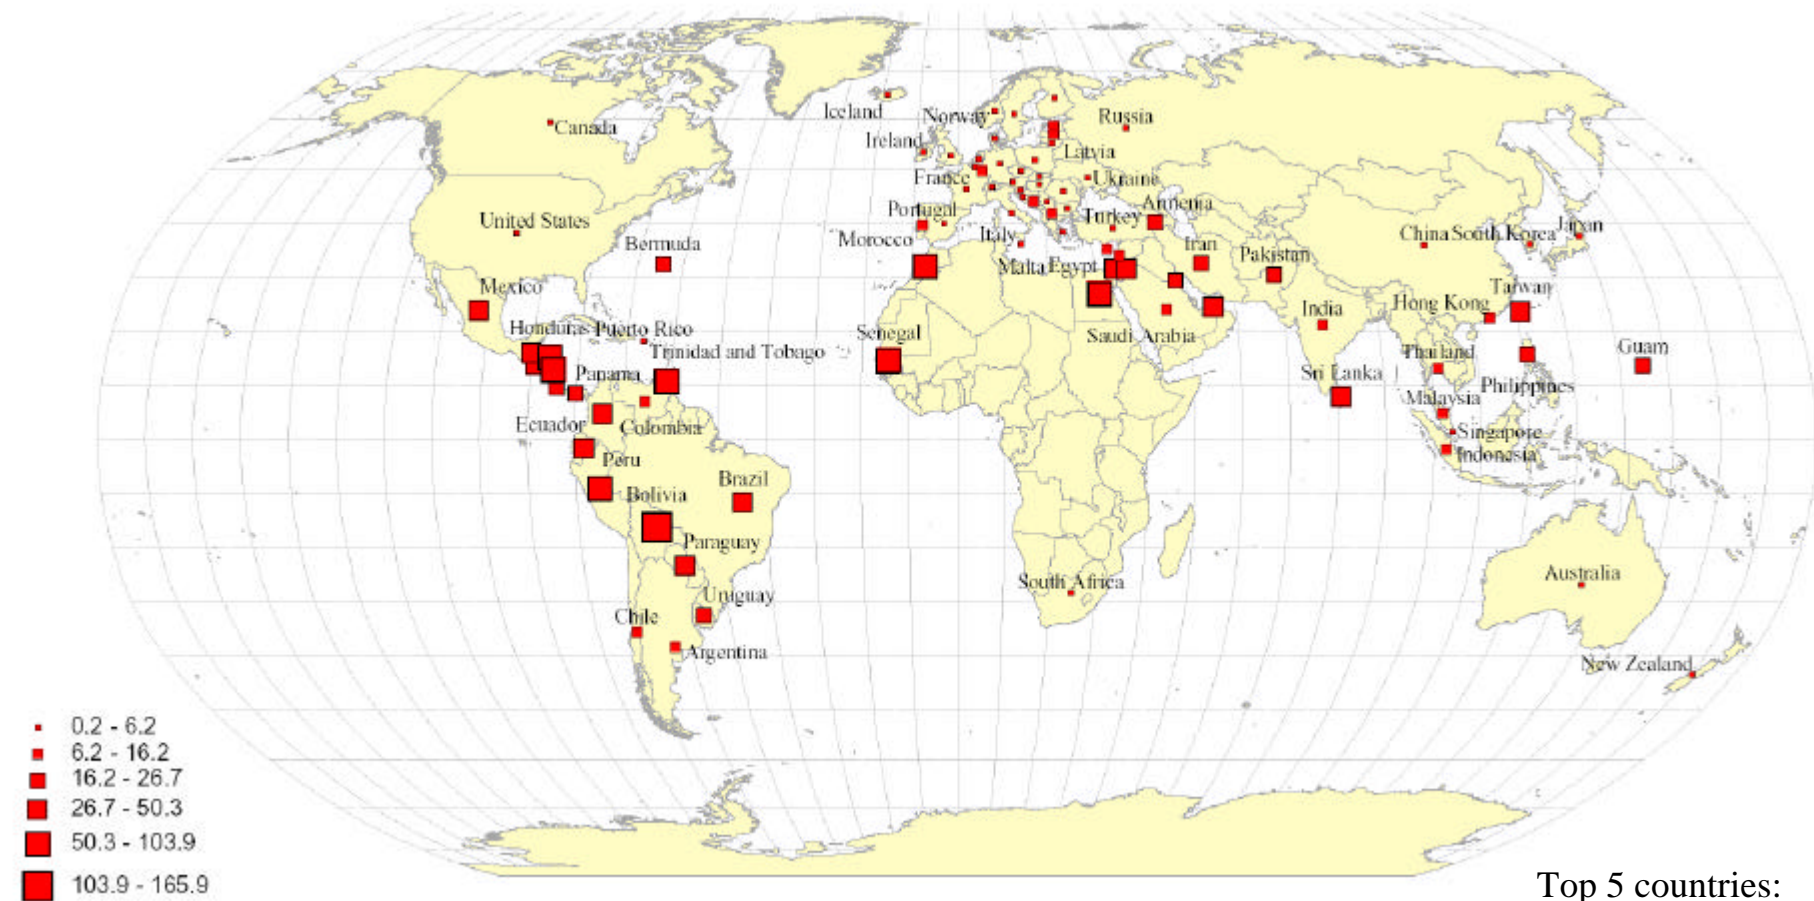 Iceland
Norway
Russia
Canada
Ireland
Latvia
France
Ukraine
United States
Portugal
Turkey
Armenia
Bermuda
Morocco
Italy
Iran
China
South Korea
Japan
Malta
Egypt
Pakistan
Mexico
Taiwan
Honduras
Puerto Rico
Senegal
Saudi Arabia
India
Hong Kong
Trinidad and Tobago
Thailand
Guam
Panama
Sri Lanka
Philippines
Malaysia
Ecuador
Colombia
Singapore
Indonesia
Peru
Bolivia
Brazil
Paraguay
South Africa
Australia
Uruguay
Chile
Argentina
New Zealand
0.2 - 6.2
6.2 - 16.2
16.2 - 26.7
26.7 - 50.3
50.3 - 103.9
103.9 - 165.9
Top 5 countries: